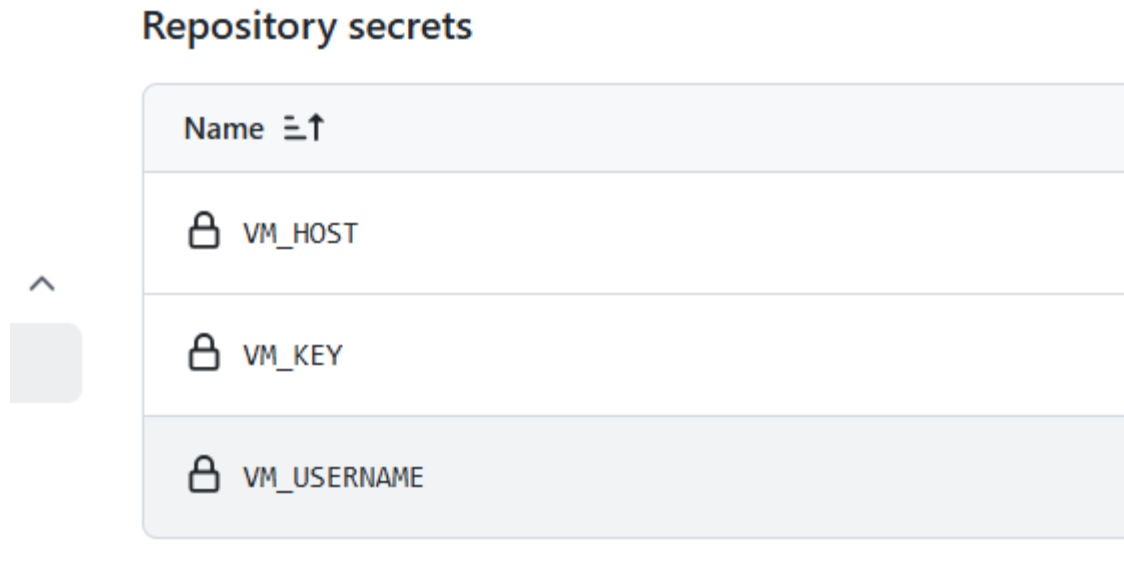 Repository secrets
Name
VM_HOST
VM_KEY
VM_USERNAME